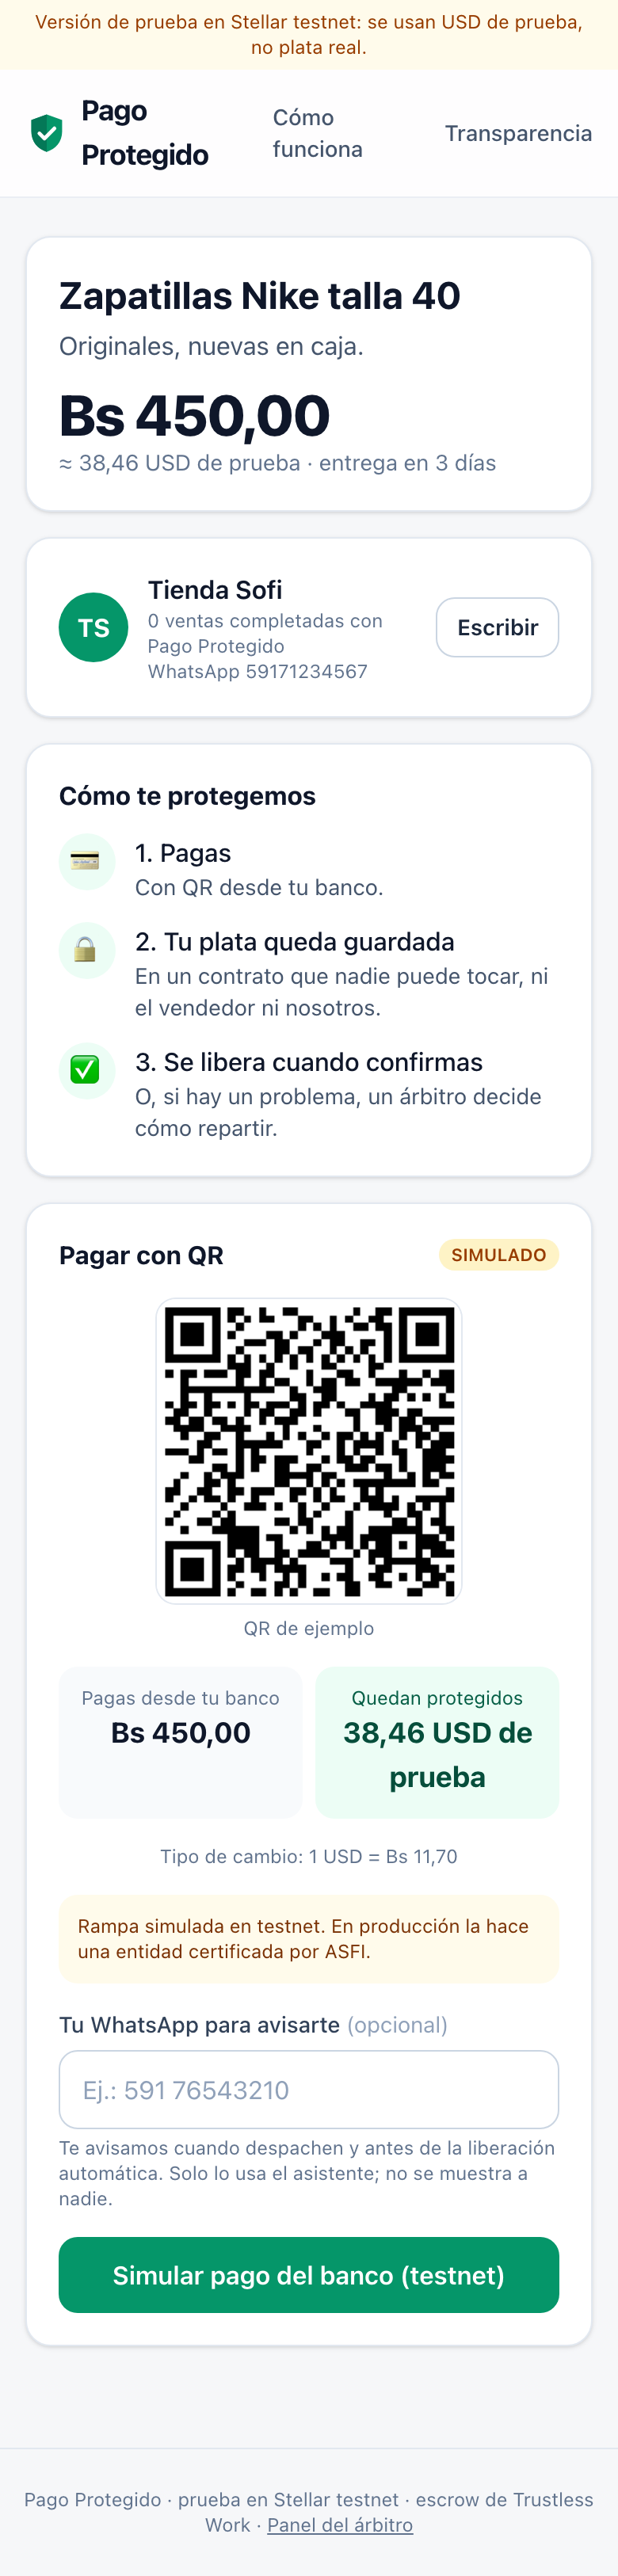 Versión de prueba en Stellar testnet: se usan USD de prueba,
no plata real.
Pago
Protegido
Cómo
funciona
Transparencia
Zapatillas Nike talla 40
Originales, nuevas en caja.
Bs 450,00
≈ 38,46 USD de prueba · entrega en 3 días
TS
Tienda Sofi
0 ventas completadas con
Pago Protegido
WhatsApp 59171234567
Escribir
Cómo te protegemos
1. Pagas
Con QR desde tu banco.
2. Tu plata queda guardada
En un contrato que nadie puede tocar, ni
el vendedor ni nosotros.
3. Se libera cuando confirmas
O, si hay un problema, un árbitro decide
cómo repartir.
Pagar con QR
SIMULADO
QR de ejemplo
Pagas desde tu banco
Bs 450,00
Quedan protegidos
38,46 USD de
prueba
Tipo de cambio: 1 USD = Bs 11,70
Rampa simulada en testnet. En producción la hace
una entidad certificada por ASFI.
Tu WhatsApp para avisarte (opcional)
Ej.: 591 76543210
Te avisamos cuando despachen y antes de la liberación
automática. Solo lo usa el asistente; no se muestra a
nadie.
Simular pago del banco (testnet)
Pago Protegido · prueba en Stellar testnet · escrow de Trustless
Work · Panel del árbitro